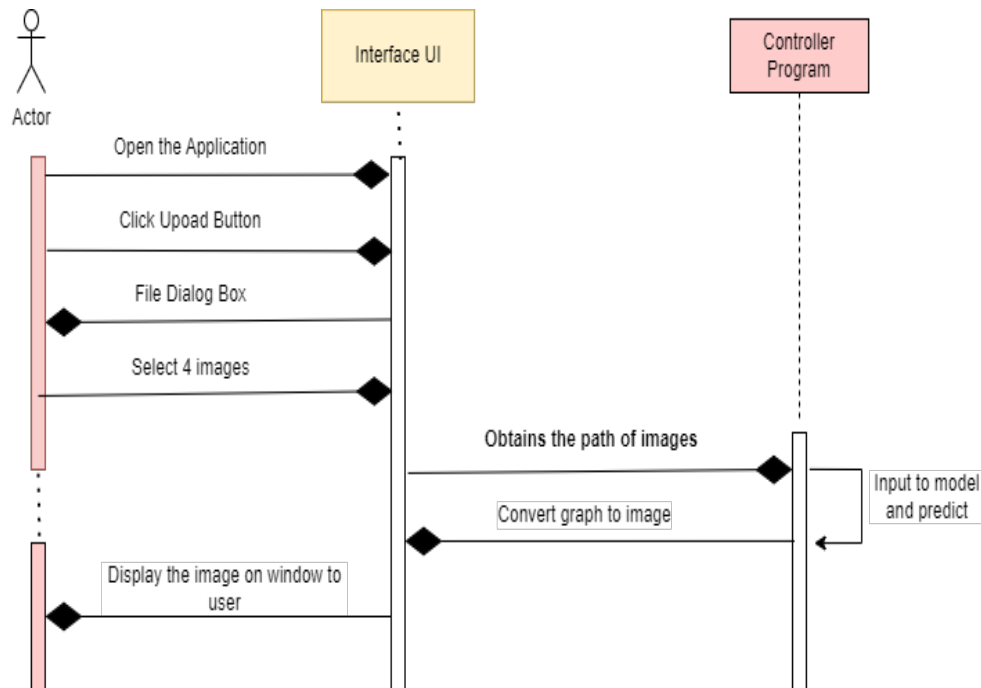 Interface UI
Controller
Program
Actor
Open the Application
Click Upoad Button
File Dialog Box
Select 4 images
Obtains the path of images
Input to model
and predict
Convert graph to image
Display the image on window to
user